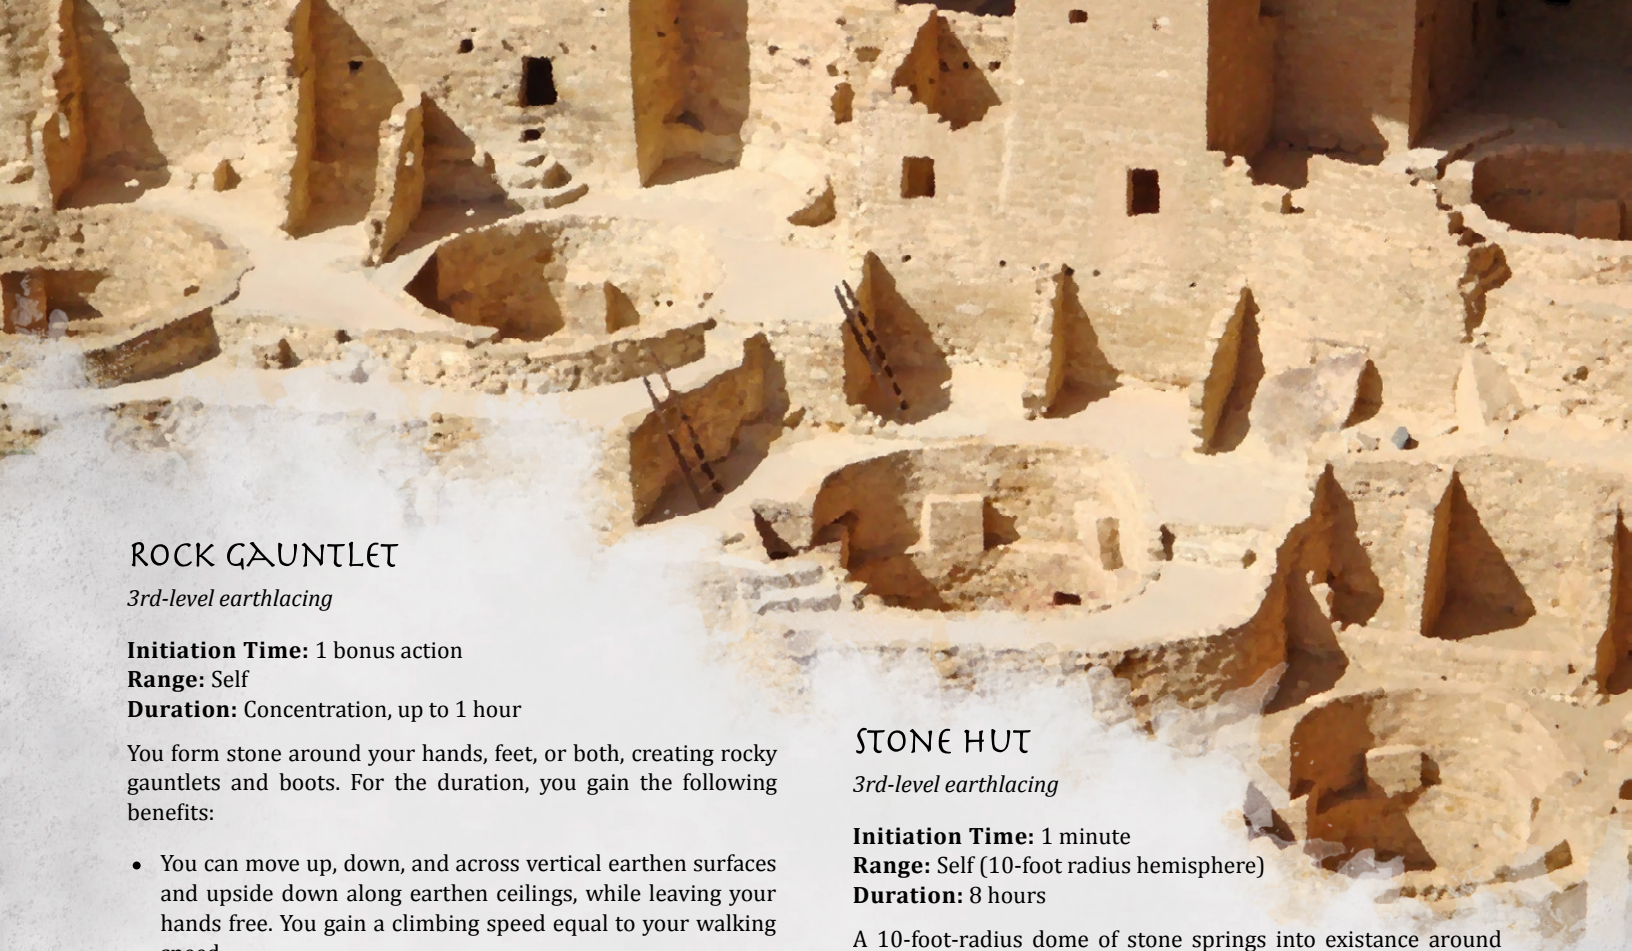 ROCK GAUNTLET
3rd-level earthlacing
Initiation Time: 1 bonus action
Range: Self
Duration: Concentration, up to 1 hour
You form stone around your hands, feet, or both, creating rocky
gauntlets and boots. For the duration, you gain the following
benefits:
• You can move up, down, and across vertical earthen surfaces
and upside down along earthen ceilings, while leaving your
hands free. You gain a climbing speed equal to your walking
speed.
STONE HUT
3rd-level earthlacing
Initiation Time: 1 minute
Range: Self (10-foot radius hemisphere)
Duration: 8 hours
A 10-foot-radius dome of stone springs into existance around